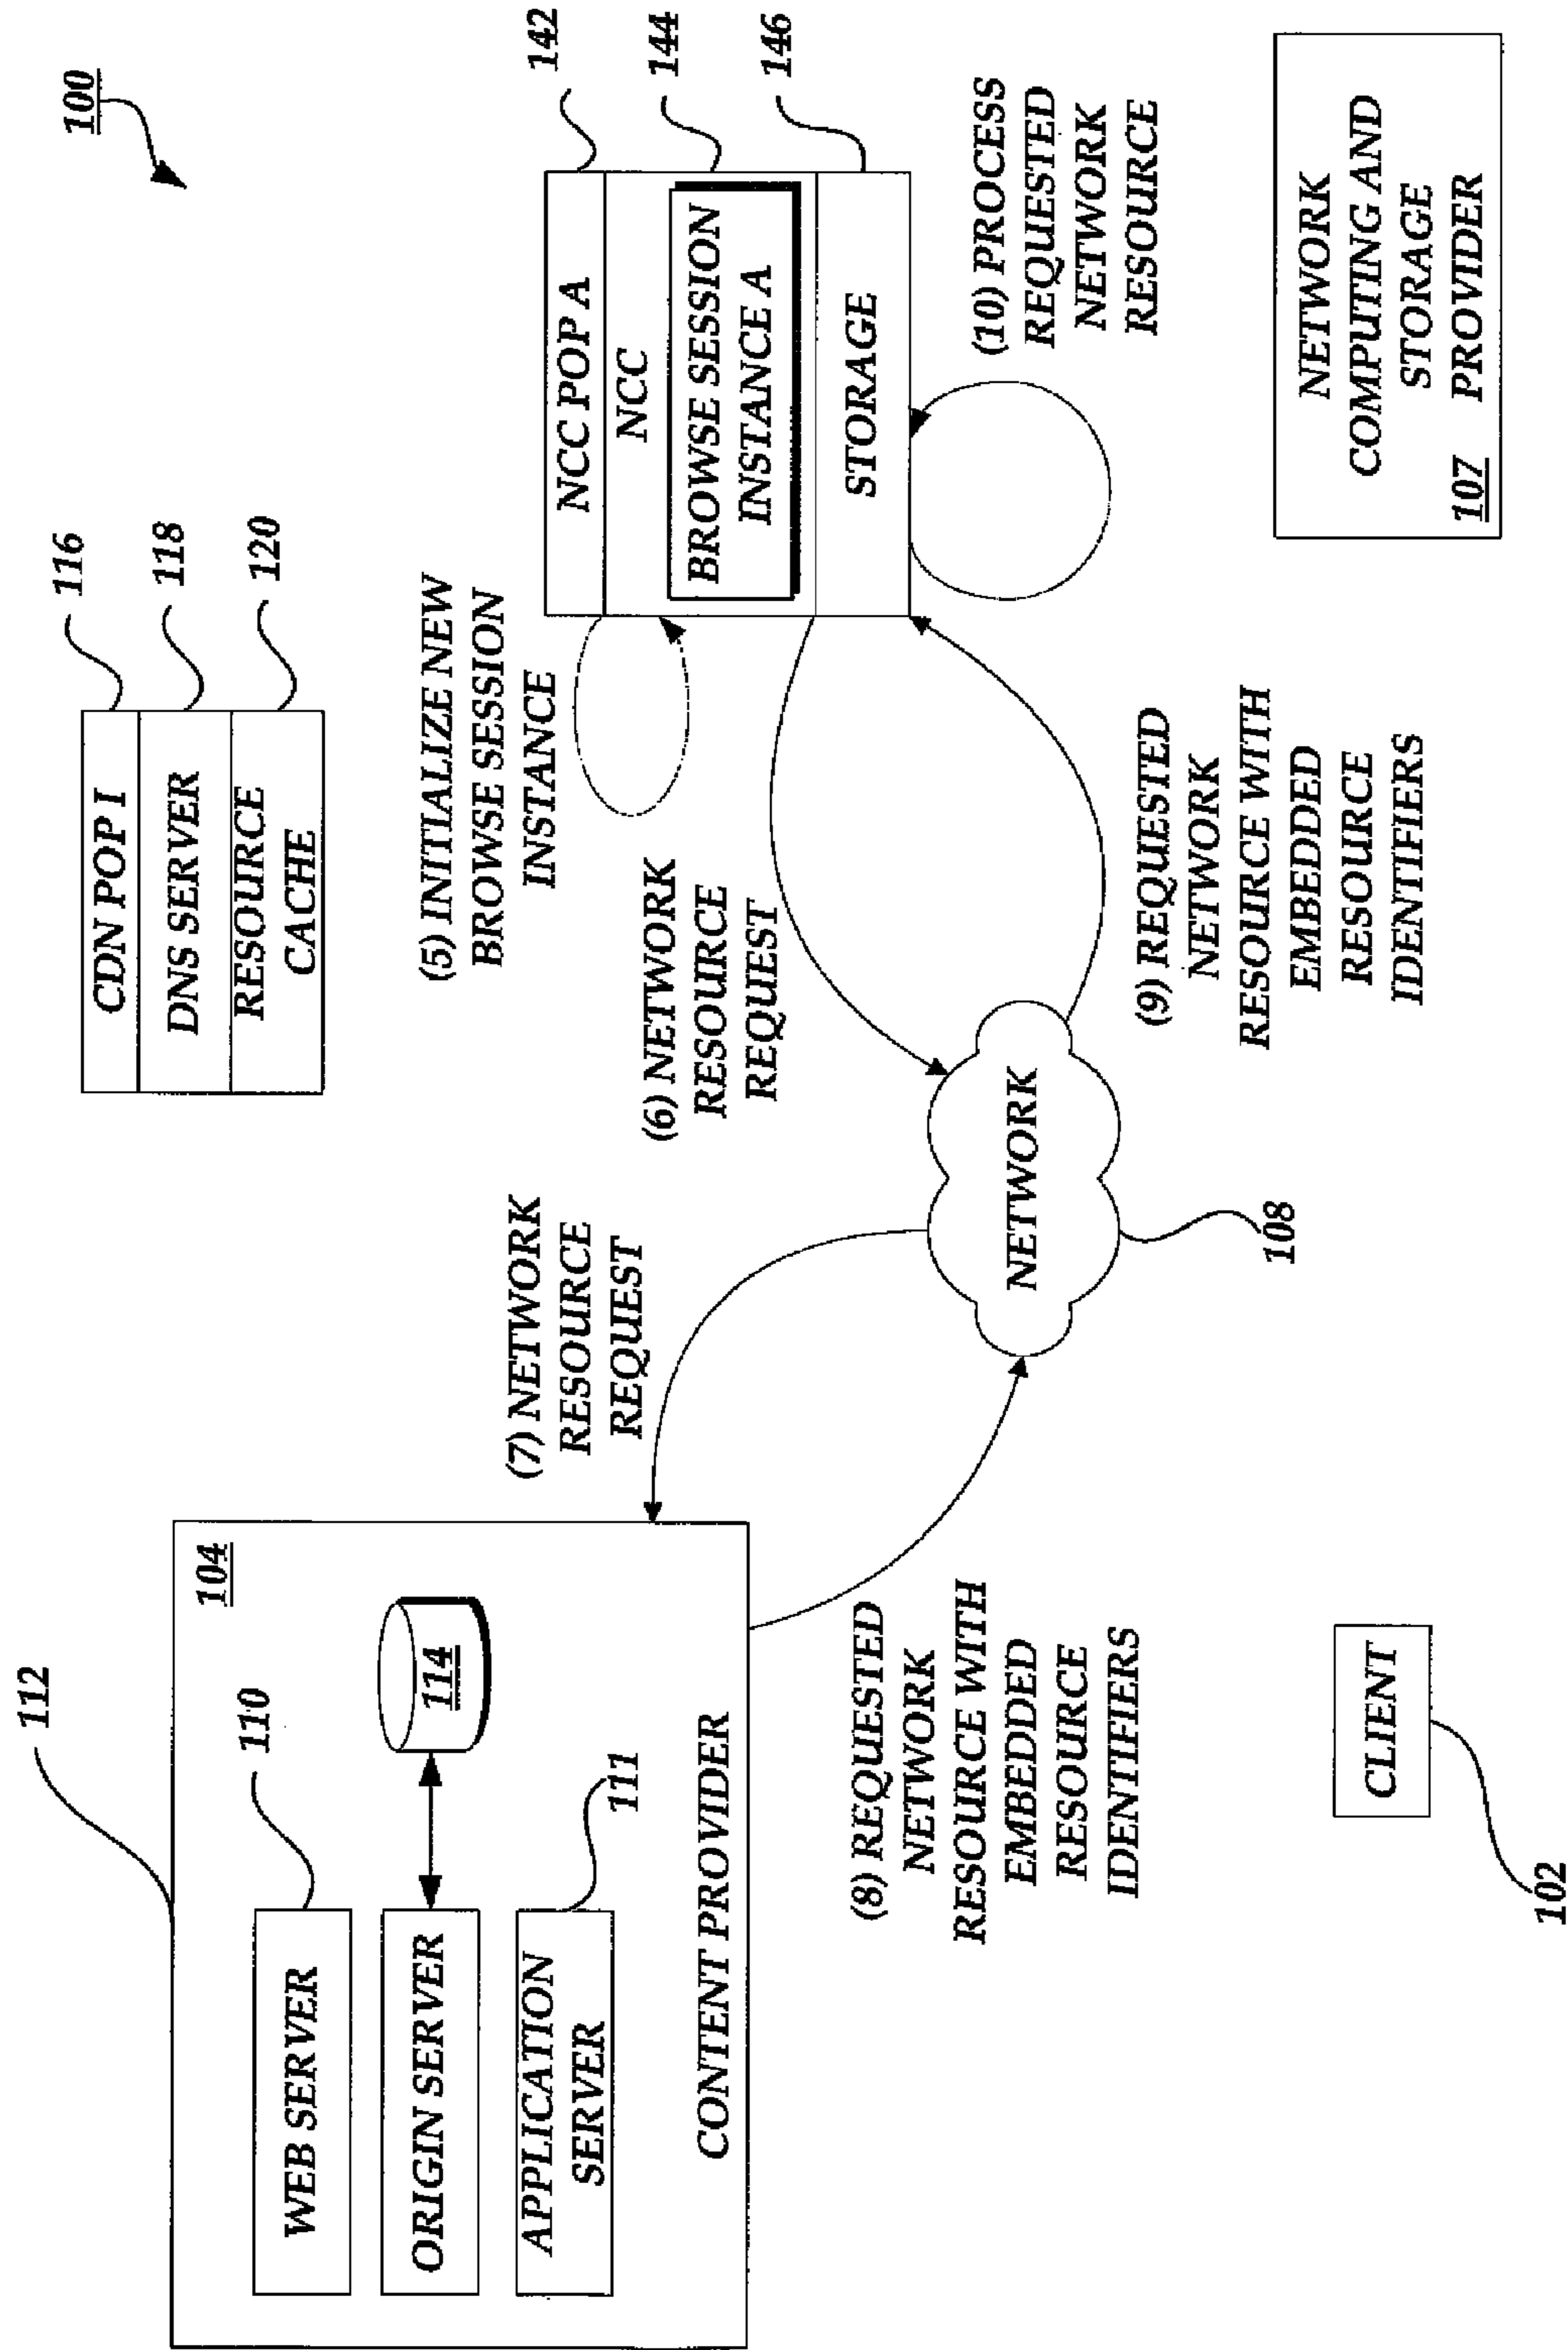 100
112
104
110
WEB SERVER
ORIGIN SERVER
114
APPLICATION
SERVER
111
CONTENT PROVIDER
CDN POP I
DNS SERVER
RESOURCE
CACHE
116
118
120
(5) INITIALIZE NEW
BROWSE SESSION
INSTANCE
NCC POP A
NCC
BROWSE SESSION
INSTANCE A
STORAGE
142
144
146
(6) NETWORK
RESOURCE
REQUEST
(7) NETWORK
RESOURCE
REQUEST
(8) REQUESTED
NETWORK
RESOURCE WITH
EMBEDDED
RESOURCE
IDENTIFIERS
NETWORK
108
(9) REQUESTED
NETWORK
RESOURCE WITH
EMBEDDED
RESOURCE
IDENTIFIERS
(10) PROCESS
REQUESTED
NETWORK
RESOURCE
CLIENT
102
NETWORK
COMPUTING AND
STORAGE
107 PROVIDER